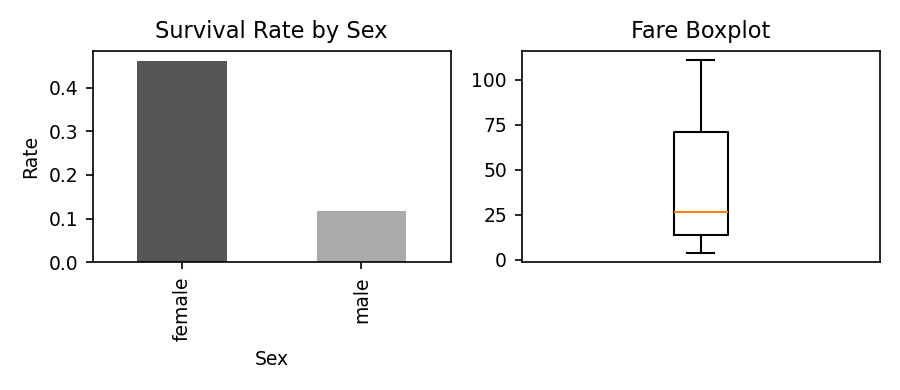 Survival Rate by Sex
Rate
0.4
0.3
0.2
0.1
0.0
female
male
Sex
Fare Boxplot
100
75
50
25
0